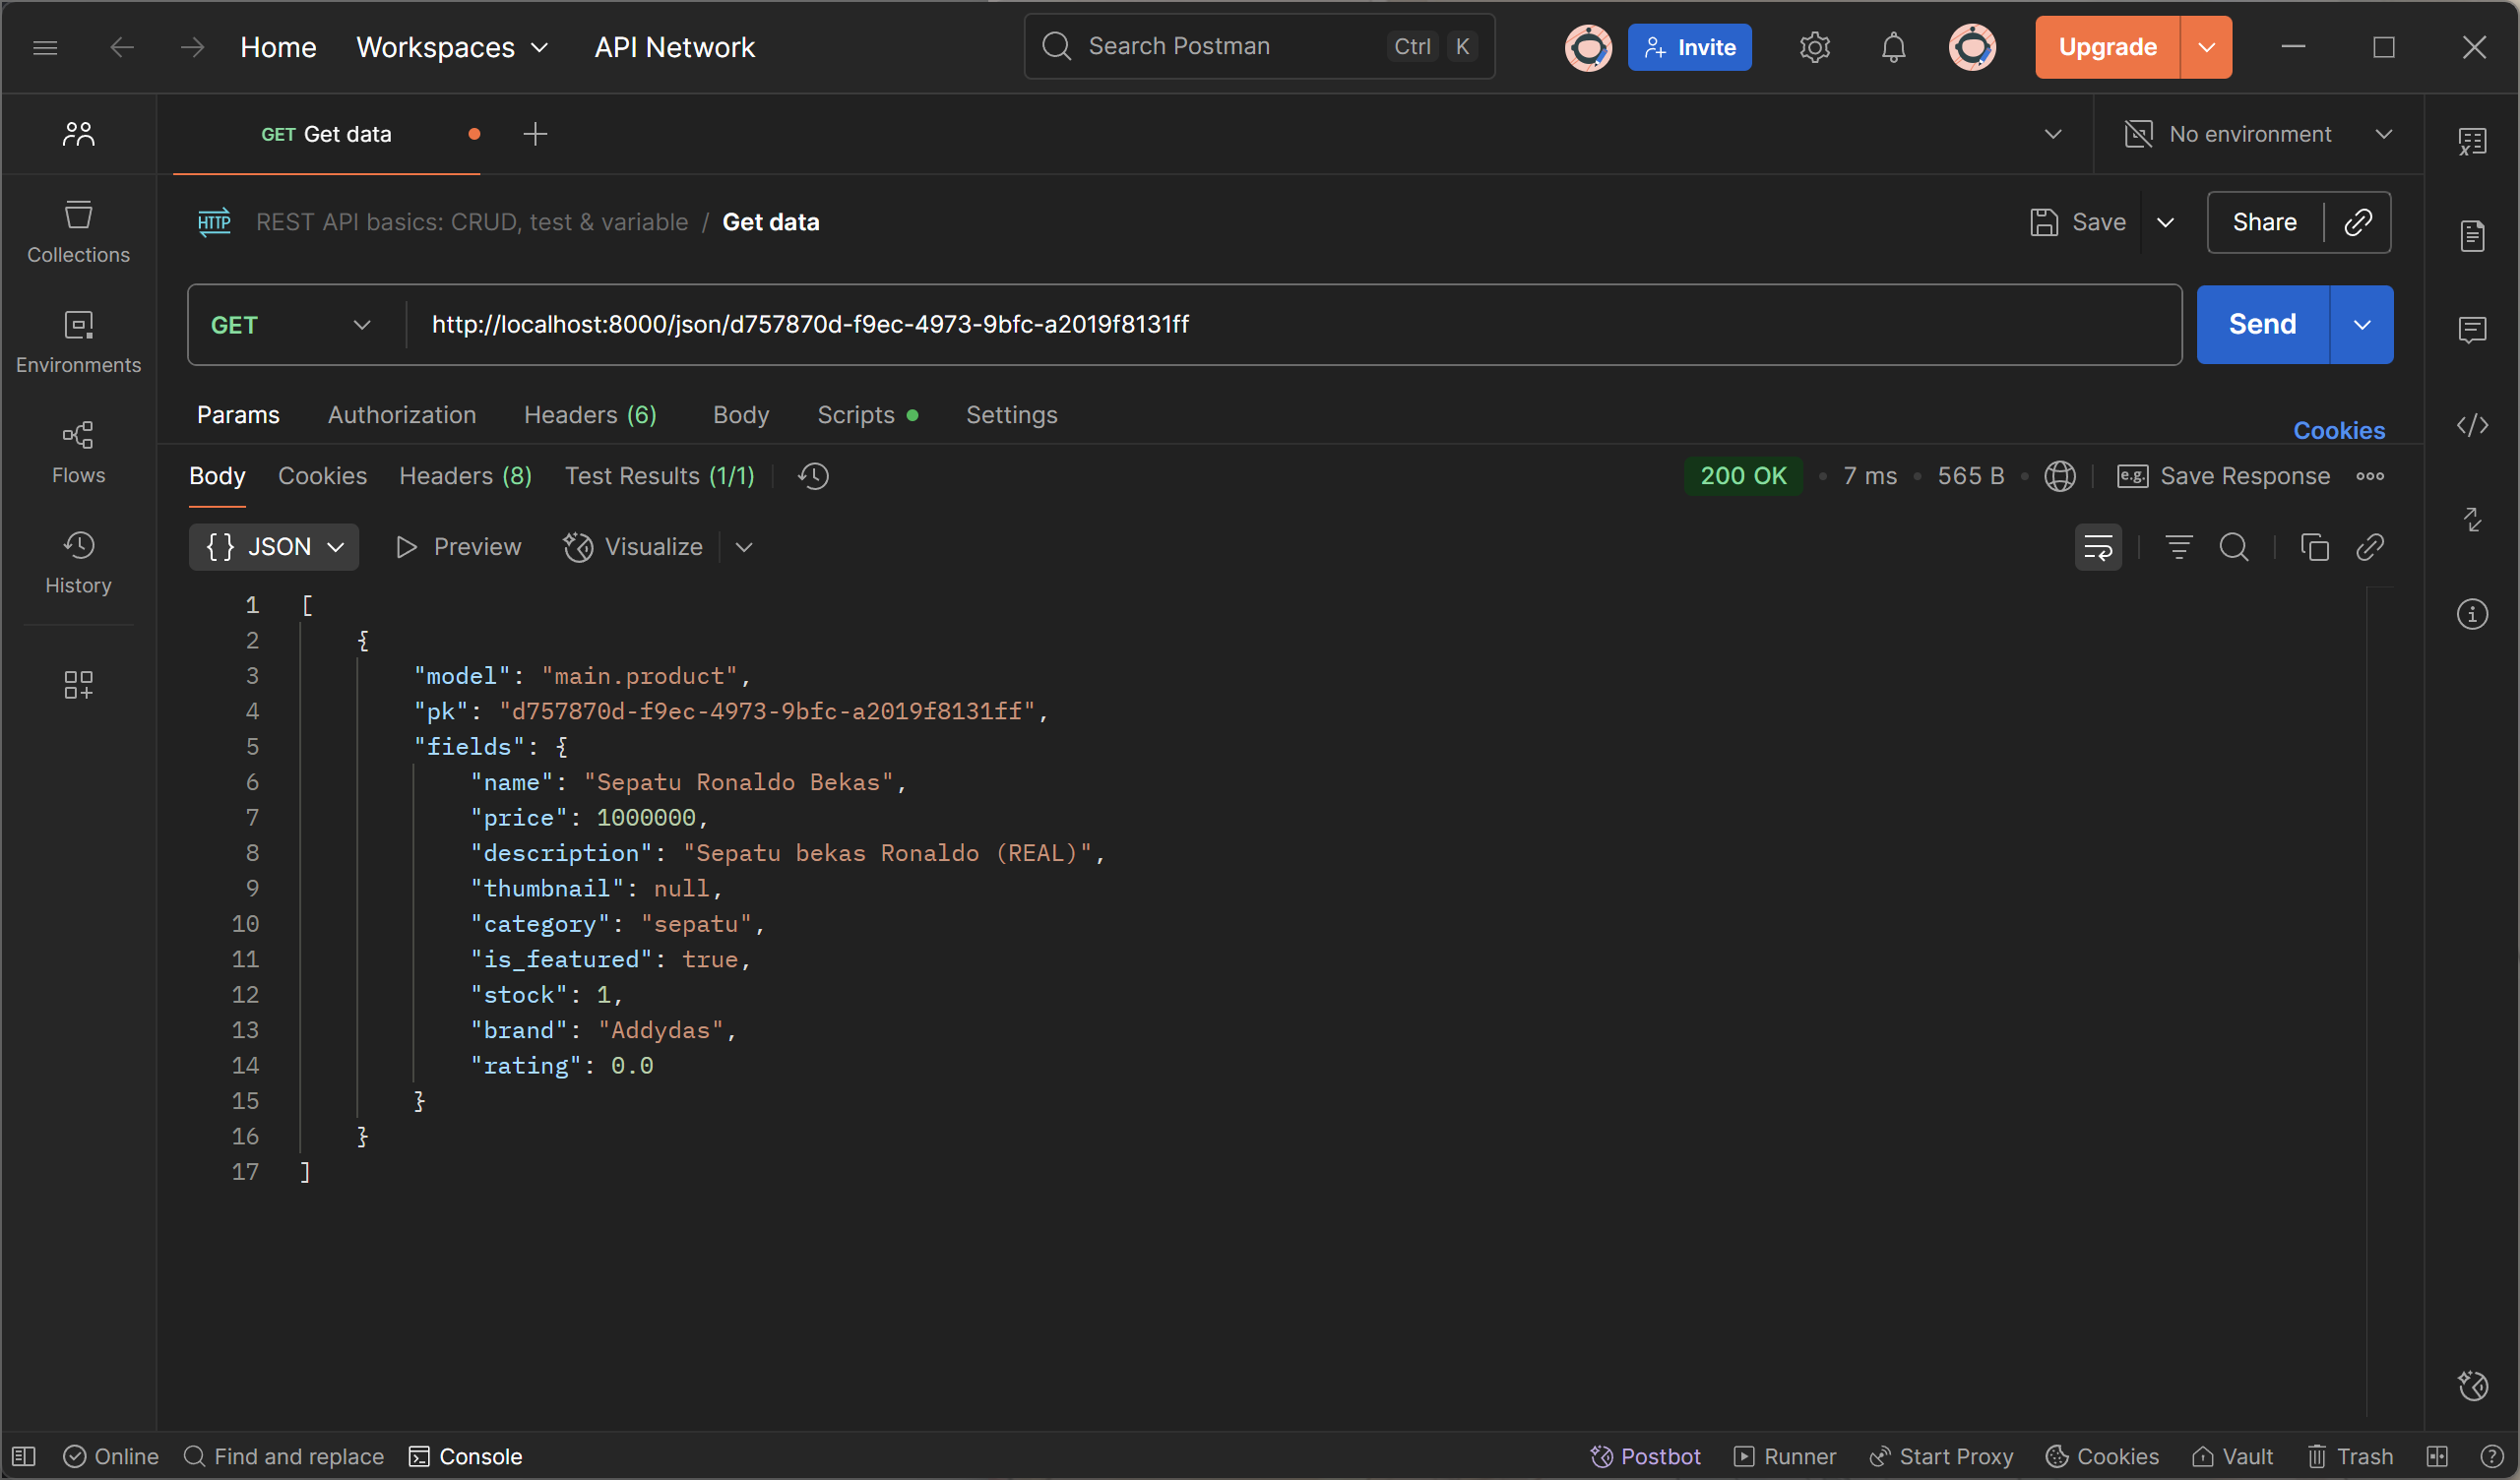 Home Workspaces API Network Search Postman Ctrl K Invite Upgrade
GET Get data No environment
HTTP REST API basics: CRUD, test & variable / Get data Save Share
GET http://localhost:8000/json/d757870d-f9ec-4973-9bfc-a2019f8131ff Send
Params Authorization Headers (6) Body Scripts Settings Cookies
Body Cookies Headers (8) Test Results (1/1) 200 OK • 7 ms • 565 B • e.g. Save Response
{} JSON Preview Visualize
Collections
Environments
Flows
History
1 [
2 {
3 "model": "main.product",
4 "pk": "d757870d-f9ec-4973-9bfc-a2019f8131ff",
5 "fields": {
6 "name": "Sepatu Ronaldo Bekas",
7 "price": 1000000,
8 "description": "Sepatu bekas Ronaldo (REAL)",
9 "thumbnail": null,
10 "category": "sepatu",
11 "is_featured": true,
12 "stock": 1,
13 "brand": "Addydas",
14 "rating": 0.0
15 }
16 }
17 ]
Online Find and replace Console Postbot Runner Start Proxy Cookies Vault Trash